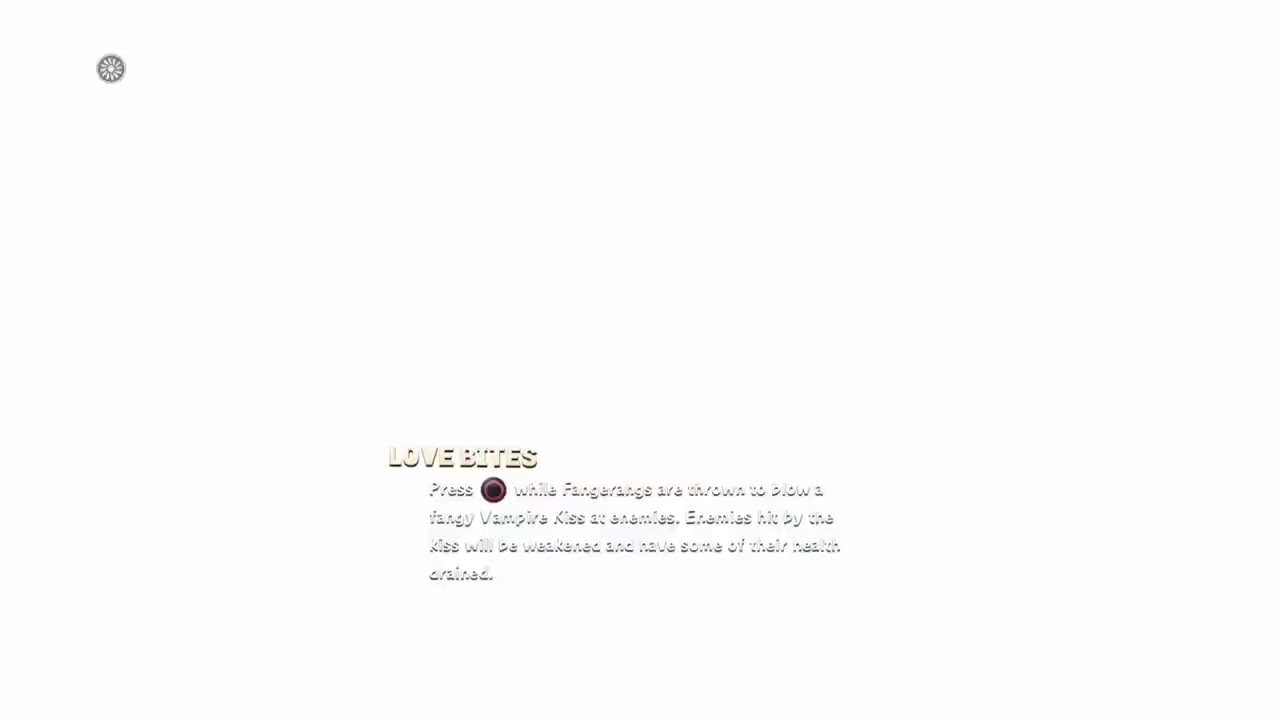 LOVE BITES
Press while Fangerangs are thrown to blow a
fangy Vampire Kiss at enemies. Enemies hit by the
kiss will be weakened and have some of their health
drained.